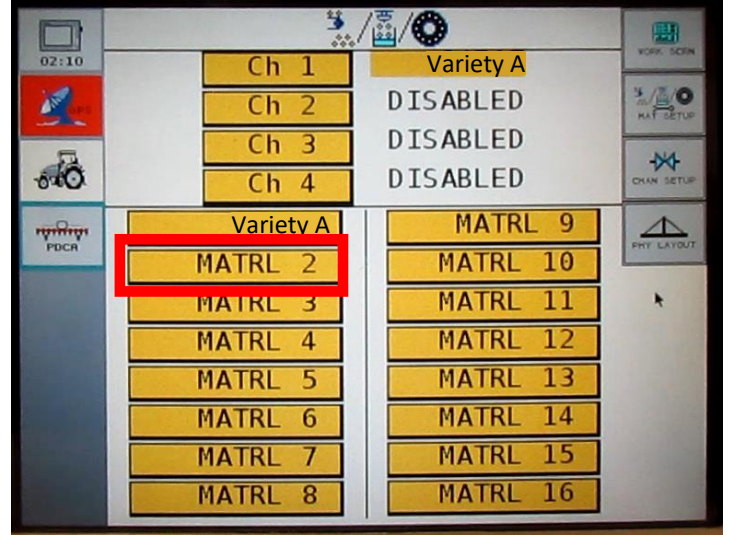 02:10
GPS
PDCA
Ch 1 Variety A
Ch 2 DISABLED
Ch 3 DISABLED
Ch 4 DISABLED
Variety A
MATRL 2
MATRL 3
MATRL 4
MATRL 5
MATRL 6
MATRL 7
MATRL 8
MATRL 9
MATRL 10
MATRL 11
MATRL 12
MATRL 13
MATRL 14
MATRL 15
MATRL 16
WORK SCRN
MAT SETUP
CHAN SETUP
PHY LAYOUT